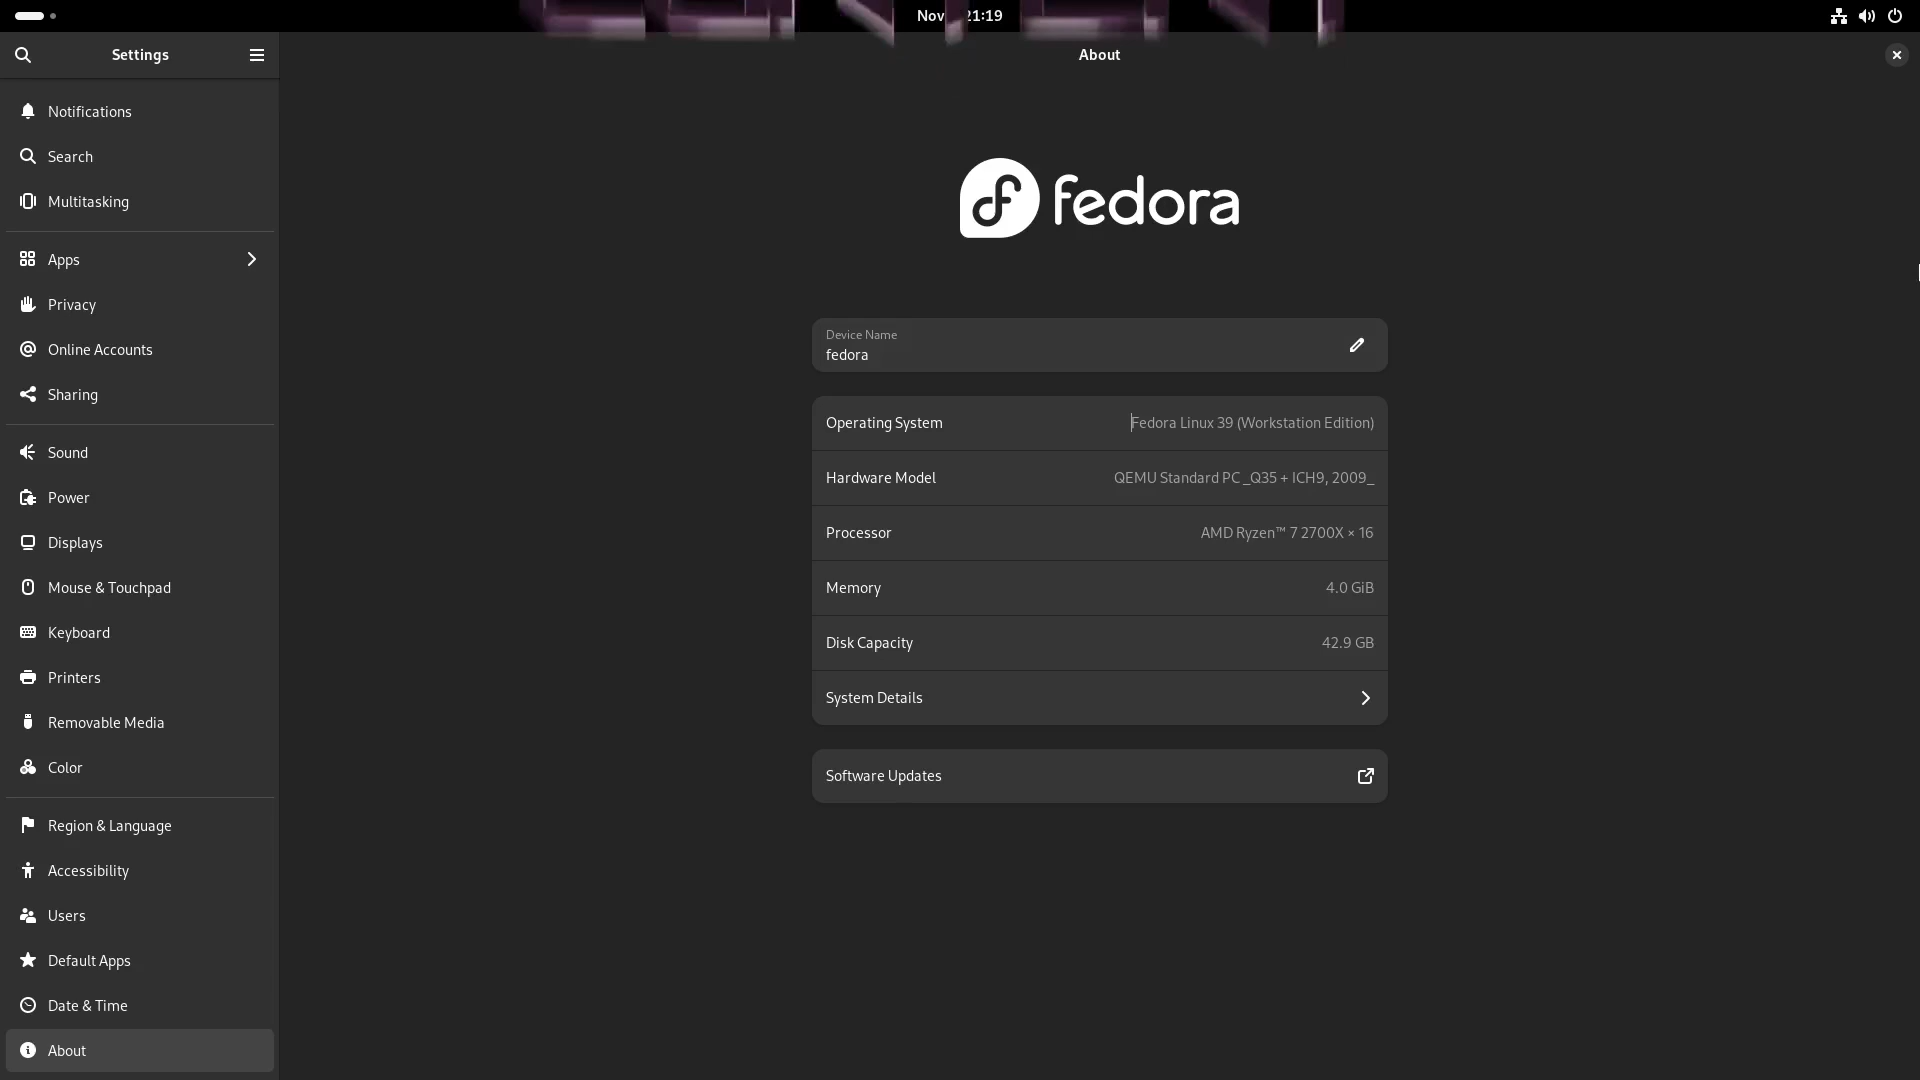 Nov 21:19
Settings
About
Notifications
Search
Multitasking
Apps
Privacy
Online Accounts
Sharing
Sound
Power
Displays
Mouse & Touchpad
Keyboard
Printers
Removable Media
Color
Region & Language
Accessibility
Users
Default Apps
Date & Time
About
fedora
Device Name
fedora
Operating System Fedora Linux 39 (Workstation Edition)
Hardware Model QEMU Standard PC _Q35 + ICH9, 2009_
Processor AMD Ryzen™ 7 2700X × 16
Memory 4.0 GiB
Disk Capacity 42.9 GB
System Details
Software Updates